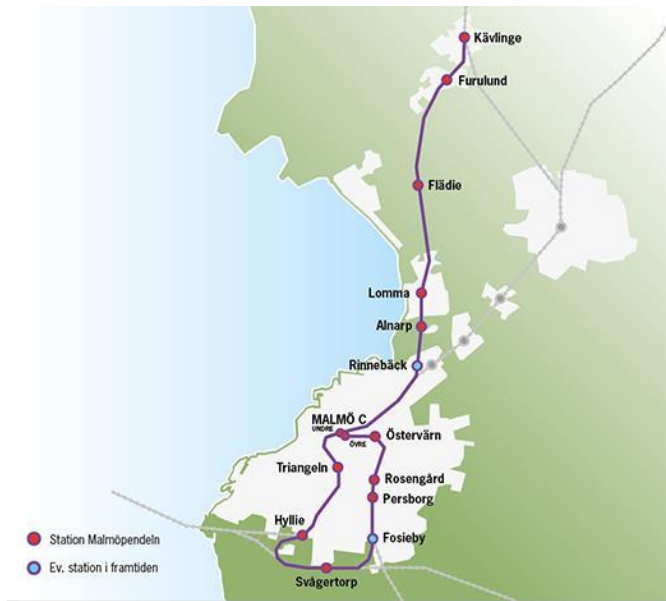 Kävlinge
Furulund
Flädie
Lomma
Alnarp
Rinnebäck
MALMÖ C
UNDRE
ÖVRE
Östervärn
Triangeln
Rosengård
Persborg
Hyllie
Fosieby
Svågertorp
Station Malmöpendeln
Ev. station i framtiden